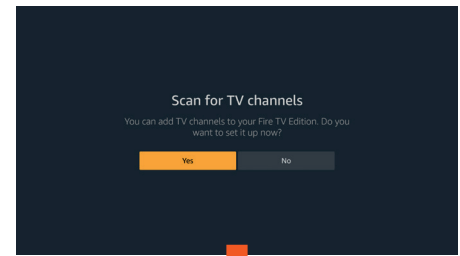 Scan for TV channels
You can add TV channels to your Fire TV Edition. Do you
want to set it up now?
Yes
No